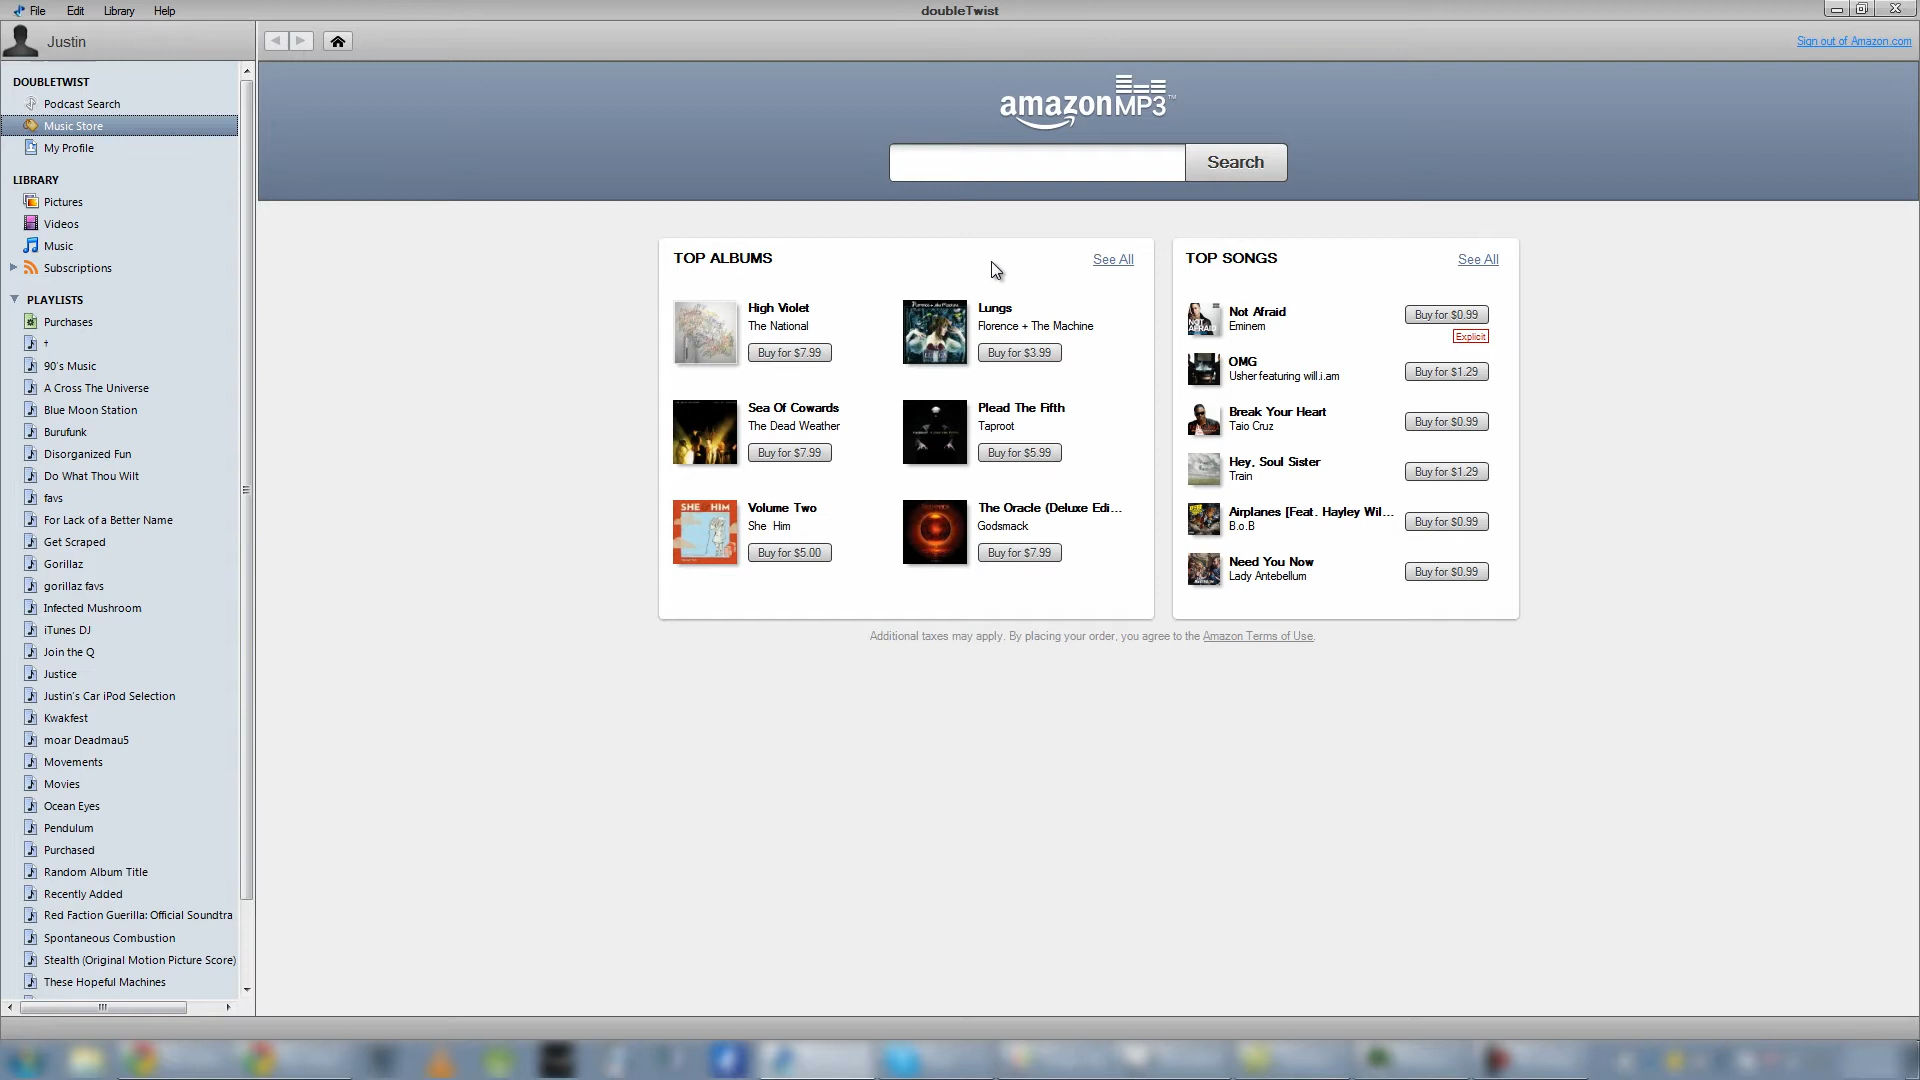 File Edit Library Help
doubleTwist
Justin
Sign out of Amazon.com
DOUBLETWIST
Podcast Search
Music Store
My Profile
LIBRARY
Pictures
Videos
Music
Subscriptions
PLAYLISTS
Purchases
†
90's Music
A Cross The Universe
Blue Moon Station
Burufunk
Disorganized Fun
Do What Thou Wilt
favs
For Lack of a Better Name
Get Scraped
Gorillaz
gorillaz favs
Infected Mushroom
iTunes DJ
Join the Q
Justice
Justin's Car iPod Selection
Kwakfest
moar Deadmau5
Movements
Movies
Ocean Eyes
Pendulum
Purchased
Random Album Title
Recently Added
Red Faction Guerilla: Official Soundtra
Spontaneous Combustion
Stealth (Original Motion Picture Score)
These Hopeful Machines
amazonMP3™
Search
TOP ALBUMS
See All
High Violet
The National
Buy for $7.99
Lungs
Florence + The Machine
Buy for $3.99
Sea Of Cowards
The Dead Weather
Buy for $7.99
Plead The Fifth
Taproot
Buy for $5.99
SHE & HIM
Volume Two
She Him
Buy for $5.00
The Oracle (Deluxe Edi...
Godsmack
Buy for $7.99
TOP SONGS
See All
NOT AFRAID
Not Afraid
Eminem
Buy for $0.99
Explicit
OMG
Usher featuring will.i.am
Buy for $1.29
Break Your Heart
Taio Cruz
Buy for $0.99
Hey, Soul Sister
Train
Buy for $1.29
Airplanes [Feat. Hayley Wil...
B.o.B
Buy for $0.99
Need You Now
Lady Antebellum
Buy for $0.99
Additional taxes may apply. By placing your order, you agree to the Amazon Terms of Use.